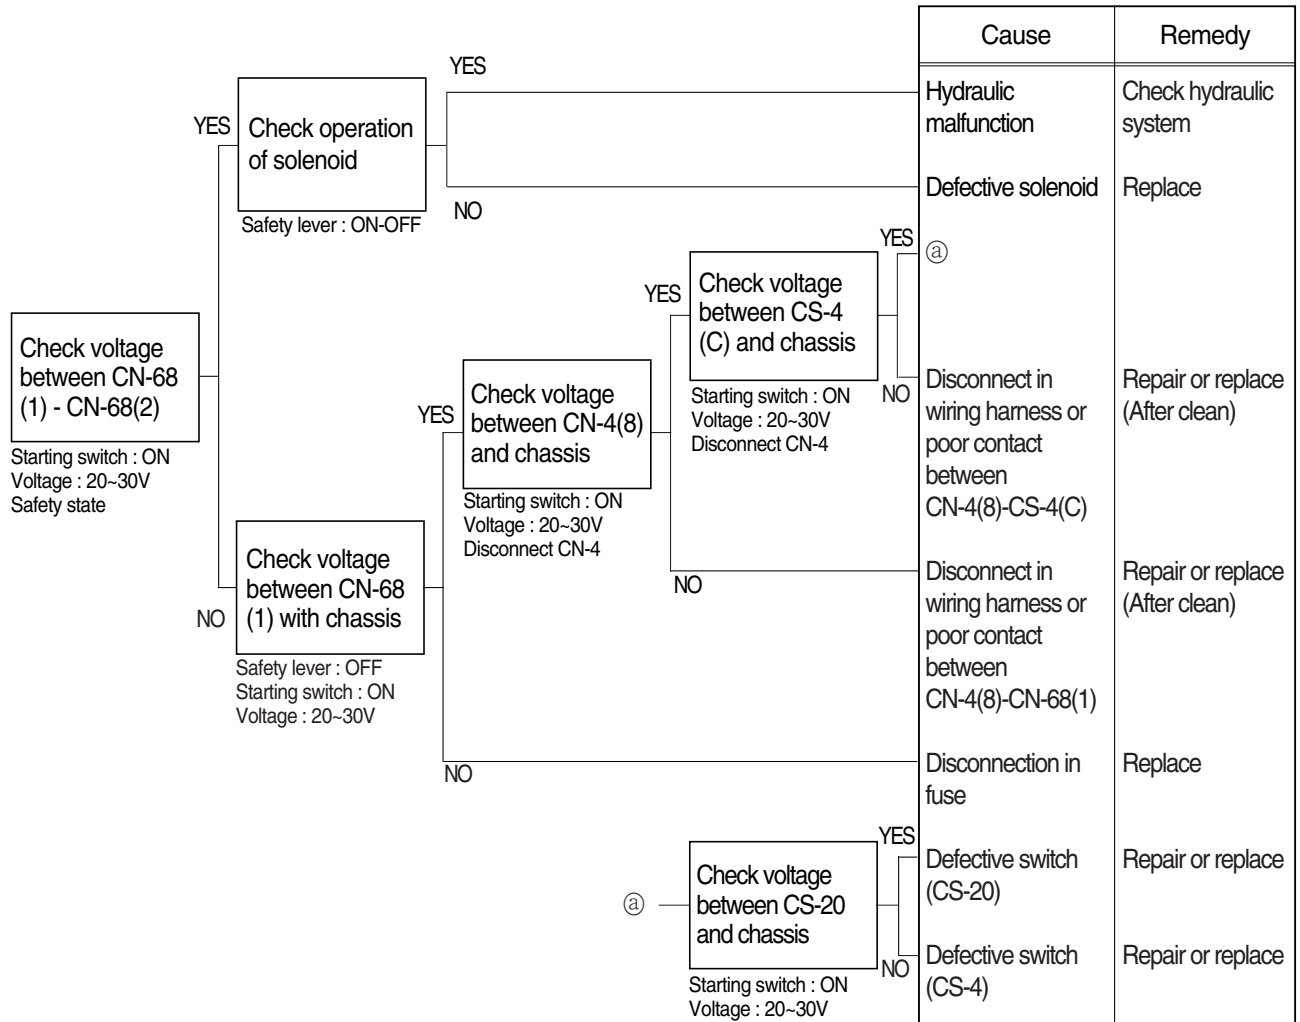 Cause
Remedy
YES
Hydraulic
malfunction
Check hydraulic
system
YES
Check operation
of solenoid
Defective solenoid
Replace
NO
Safety lever : ON-OFF
YES
ⓐ
Check voltage
between CS-4
(C) and chassis
YES
Check voltage
between CN-68
(1) - CN-68(2)
Starting switch : ON
Voltage : 20~30V
Safety state
Check voltage
between CN-4(8)
and chassis
YES
Starting switch : ON
Voltage : 20~30V
Disconnect CN-4
NO
Disconnect in
wiring harness or
poor contact
between
CN-4(8)-CS-4(C)
Repair or replace
(After clean)
Starting switch : ON
Voltage : 20~30V
Disconnect CN-4
Check voltage
between CN-68
(1) with chassis
NO
Safety lever : OFF
Starting switch : ON
Voltage : 20~30V
NO
Disconnect in
wiring harness or
poor contact
between
CN-4(8)-CN-68(1)
Repair or replace
(After clean)
NO
Disconnection in
fuse
Replace
YES
ⓐ
Check voltage
between CS-20
and chassis
Defective switch
(CS-20)
Repair or replace
NO
Defective switch
(CS-4)
Repair or replace
Starting switch : ON
Voltage : 20~30V